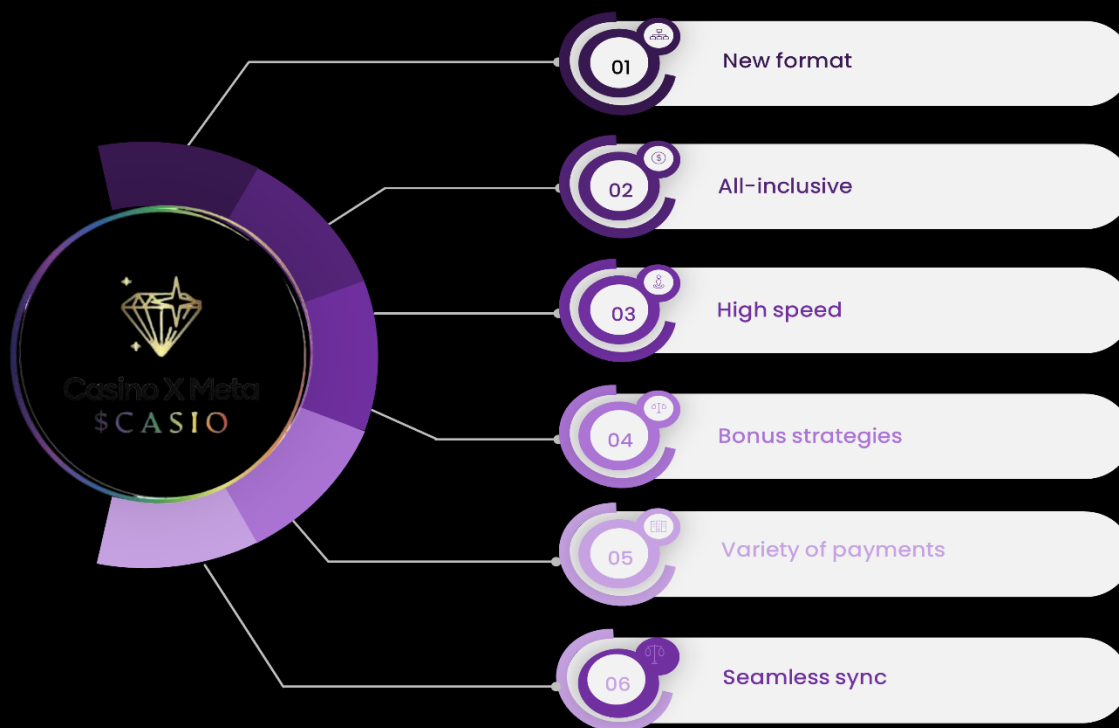 01
New format
02
All-inclusive
03
High speed
04
Bonus strategies
05
Variety of payments
06
Seamless sync
Casino X Meta
$CASIO